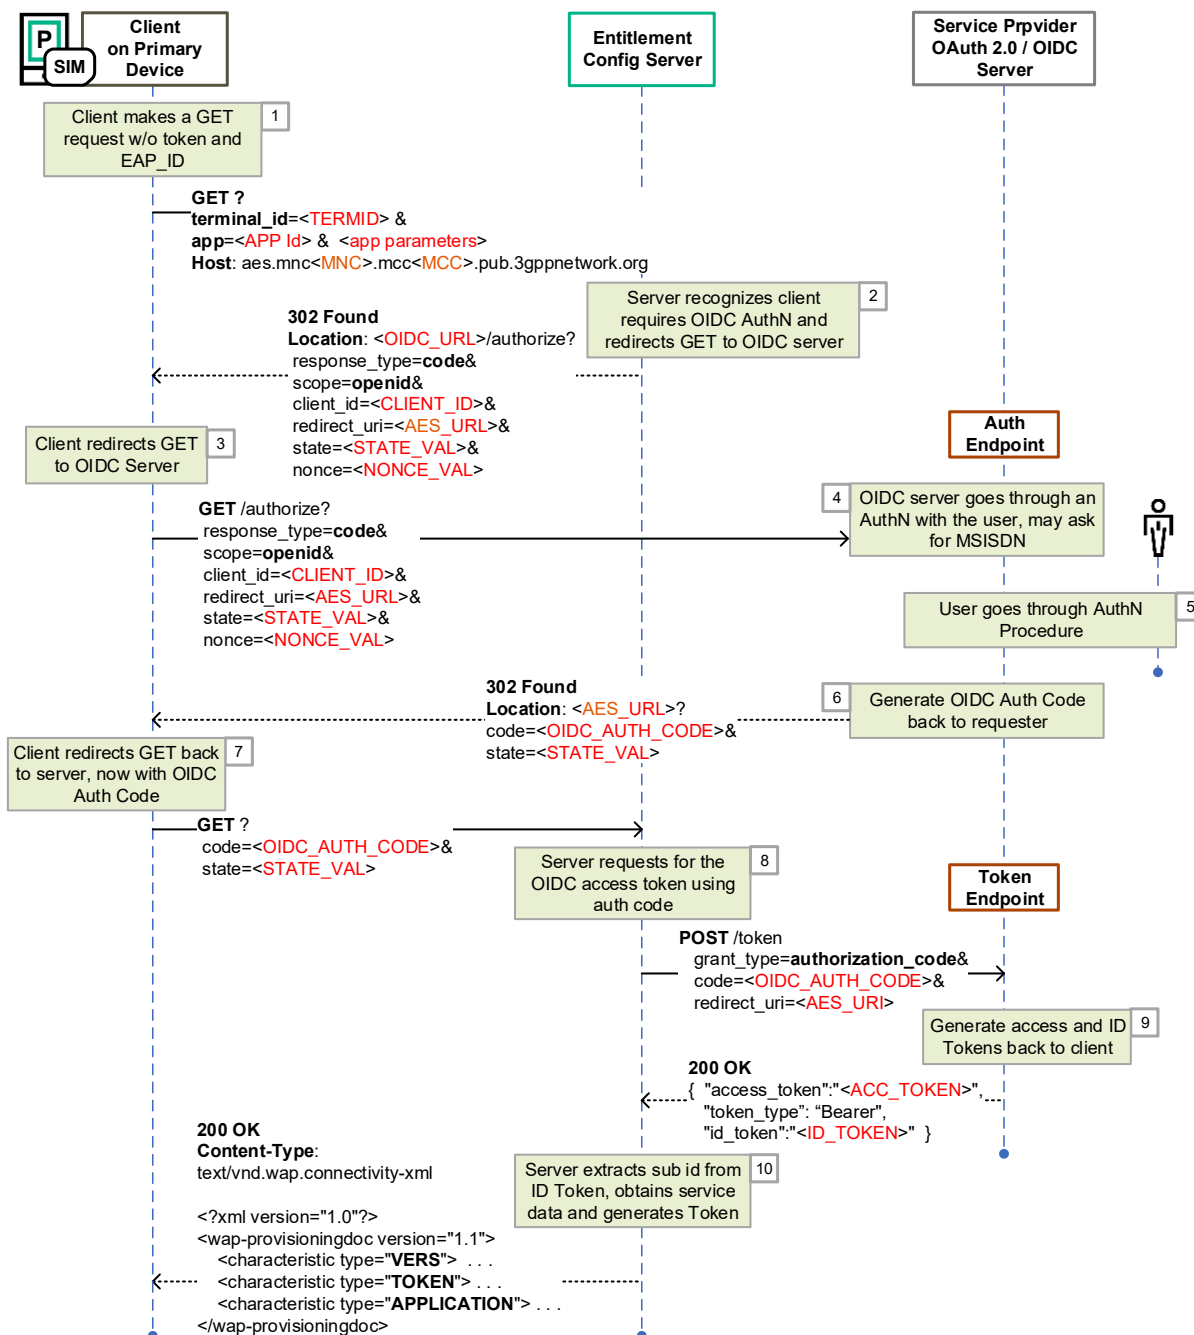 P
SIM
Client
on Primary
Device
Entitlement
Config Server
Service Prpvider
OAuth 2.0 / OIDC
Server
Client makes a GET
request w/o token and
EAP_ID
1
GET ?
terminal_id=<TERMID> &
app=<APP Id> & <app parameters>
Host: aes.mnc<MNC>.mcc<MCC>.pub.3gppnetwork.org
Server recognizes client
requires OIDC AuthN and
redirects GET to OIDC server
2
302 Found
Location: <OIDC_URL>/authorize?
response_type=code&
scope=openid&
client_id=<CLIENT_ID>&
redirect_uri=<AES_URL>&
state=<STATE_VAL>&
nonce=<NONCE_VAL>
Auth
Endpoint
Client redirects GET
to OIDC Server
3
GET /authorize?
response_type=code&
scope=openid&
client_id=<CLIENT_ID>&
redirect_uri=<AES_URL>&
state=<STATE_VAL>&
nonce=<NONCE_VAL>
4
OIDC server goes through an
AuthN with the user, may ask
for MSISDN
User goes through AuthN
Procedure
5
302 Found
Location: <AES_URL>?
code=<OIDC_AUTH_CODE>&
state=<STATE_VAL>
6
Generate OIDC Auth Code
back to requester
Client redirects GET back
to server, now with OIDC
Auth Code
7
GET ?
code=<OIDC_AUTH_CODE>&
state=<STATE_VAL>
Server requests for the
OIDC access token using
auth code
8
Token
Endpoint
POST /token
grant_type=authorization_code&
code=<OIDC_AUTH_CODE>&
redirect_uri=<AES_URI>
Generate access and ID
Tokens back to client
9
200 OK
{ "access_token":"<ACC_TOKEN>",
"token_type”: “Bearer",
"id_token":"<ID_TOKEN>" }
200 OK
Content-Type:
text/vnd.wap.connectivity-xml
Server extracts sub id from
ID Token, obtains service
data and generates Token
10
<?xml version="1.0"?>
<wap-provisioningdoc version="1.1">
<characteristic type="VERS"> . . .
<characteristic type="TOKEN"> . . .
<characteristic type="APPLICATION"> . . .
</wap-provisioningdoc>